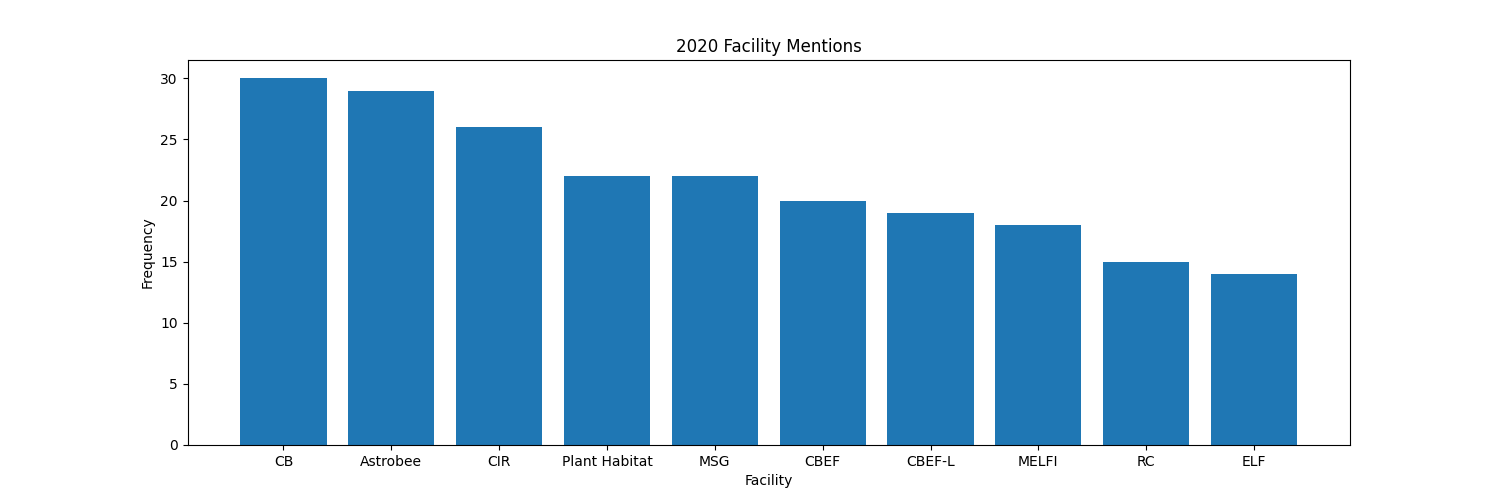 2020 Facility Mentions
30
25
20
15
10
5
0
Frequency
CB Astrobee CIR Plant Habitat MSG CBEF CBEF-L MELFI RC ELF
Facility